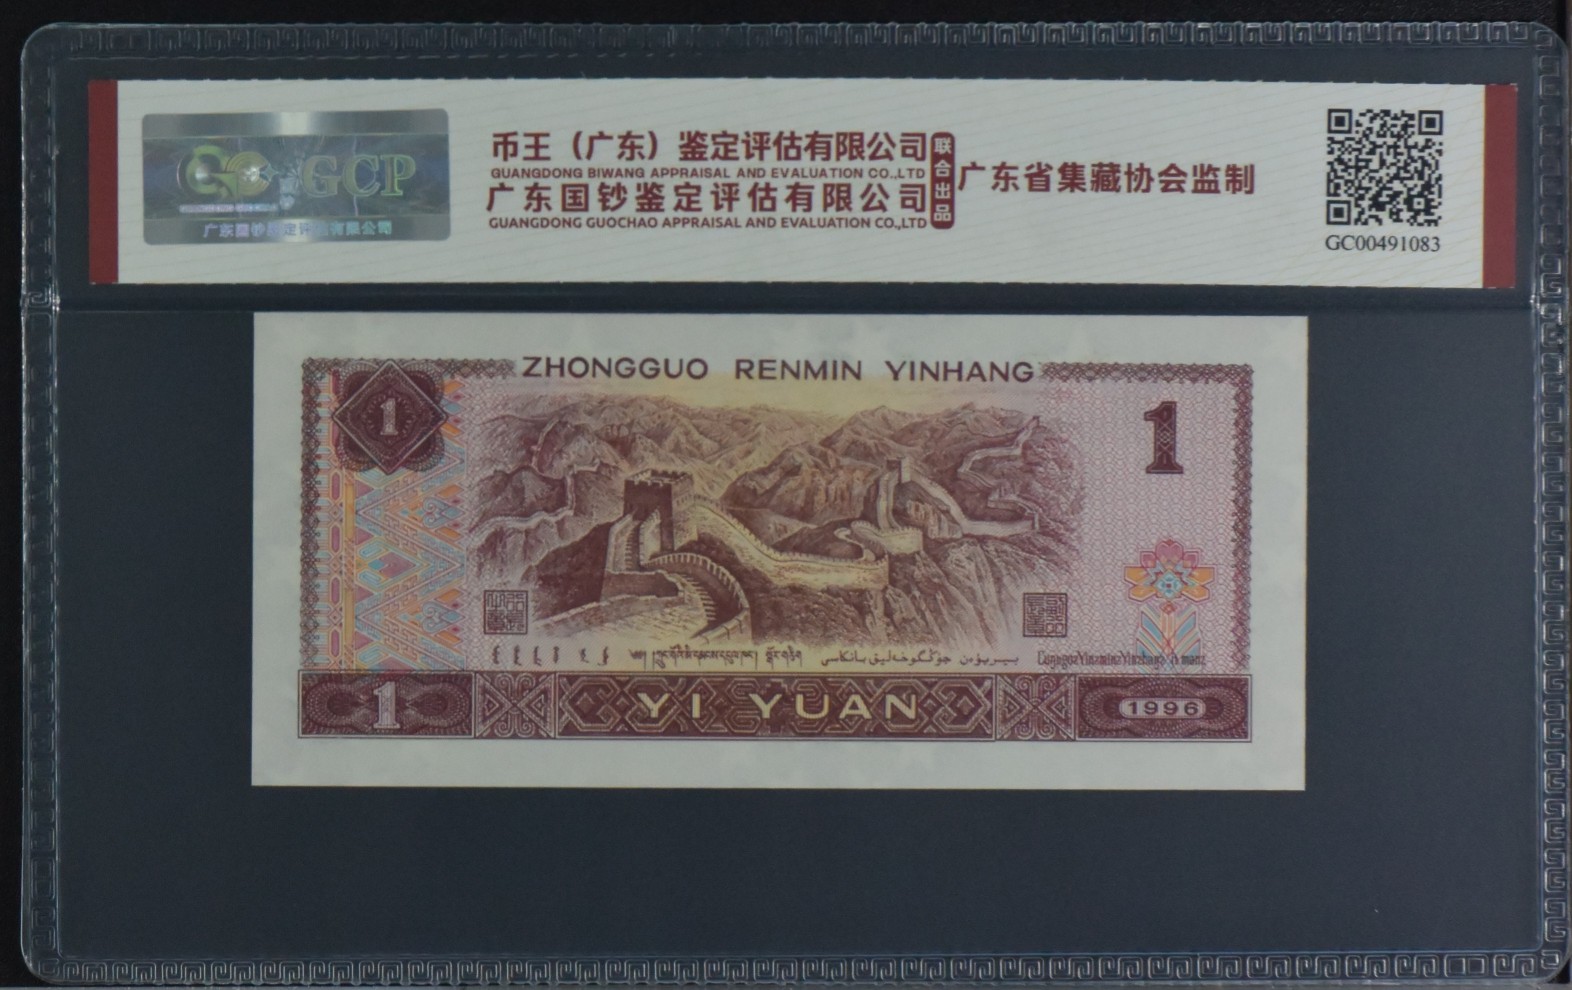 GCP
广东国钞鉴定评估有限公司
币王（广东）鉴定评估有限公司
GUANGDONG BIWANG APPRAISAL AND EVALUATION CO.,LTD
广东国钞鉴定评估有限公司
GUANGDONG GUOCHAO APPRAISAL AND EVALUATION CO.,LTD
联合出品
广东省集藏协会监制
GC00491083
ZHONGGUO RENMIN YINHANG
1
1
1 YI YUAN 1996